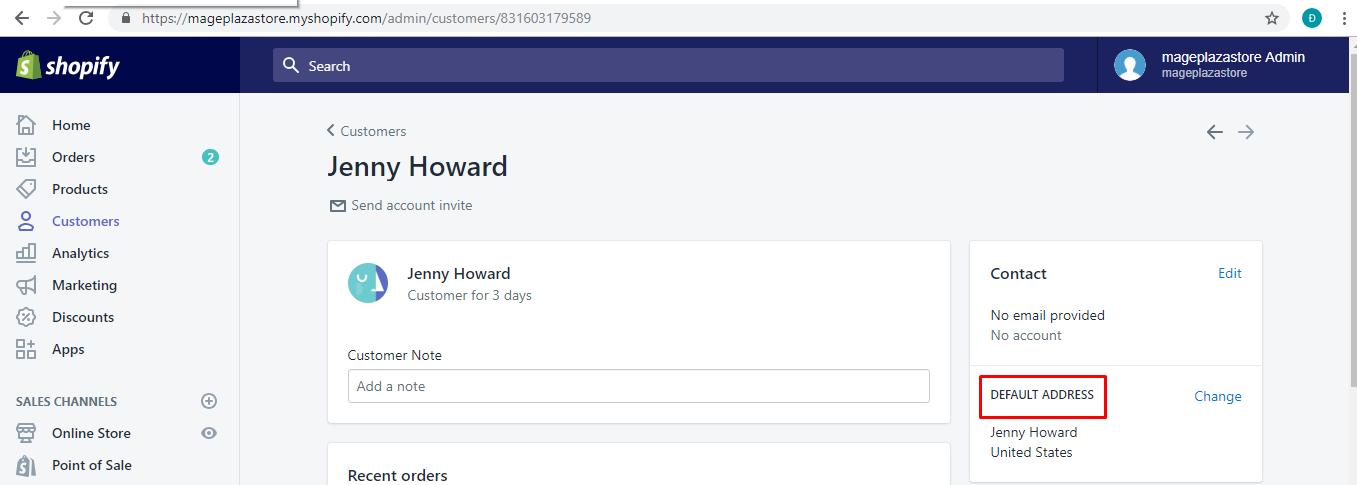 https://mageplazastore.myshopify.com/admin/customers/831603179589
Đ
shopify
Search
mageplazastore Admin
mageplazastore
Home
Orders
2
Products
Customers
Analytics
Marketing
Discounts
Apps
SALES CHANNELS
Online Store
Point of Sale
Customers
Jenny Howard
Send account invite
Jenny Howard
Customer for 3 days
Customer Note
Add a note
Recent orders
Contact
Edit
No email provided
No account
DEFAULT ADDRESS
Change
Jenny Howard
United States